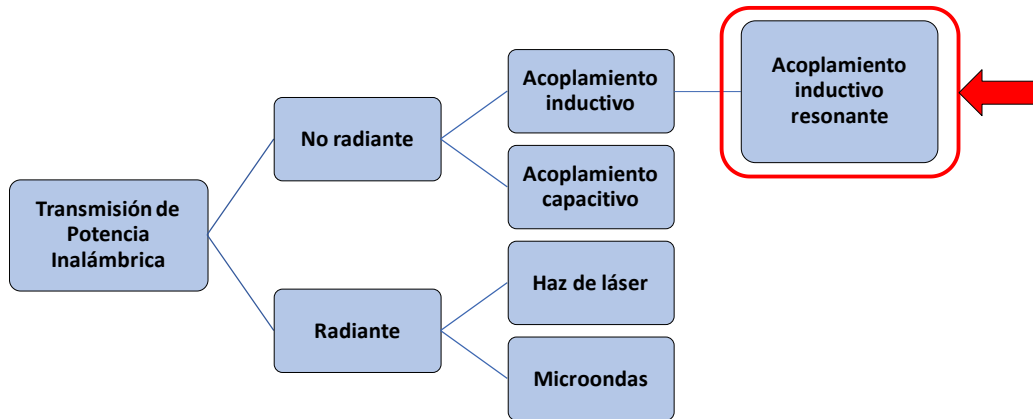 Transmisión de
Potencia
Inalámbrica
No radiante
Radiante
Acoplamiento
inductivo
Acoplamiento
capacitivo
Haz de láser
Microondas
Acoplamiento
inductivo
resonante